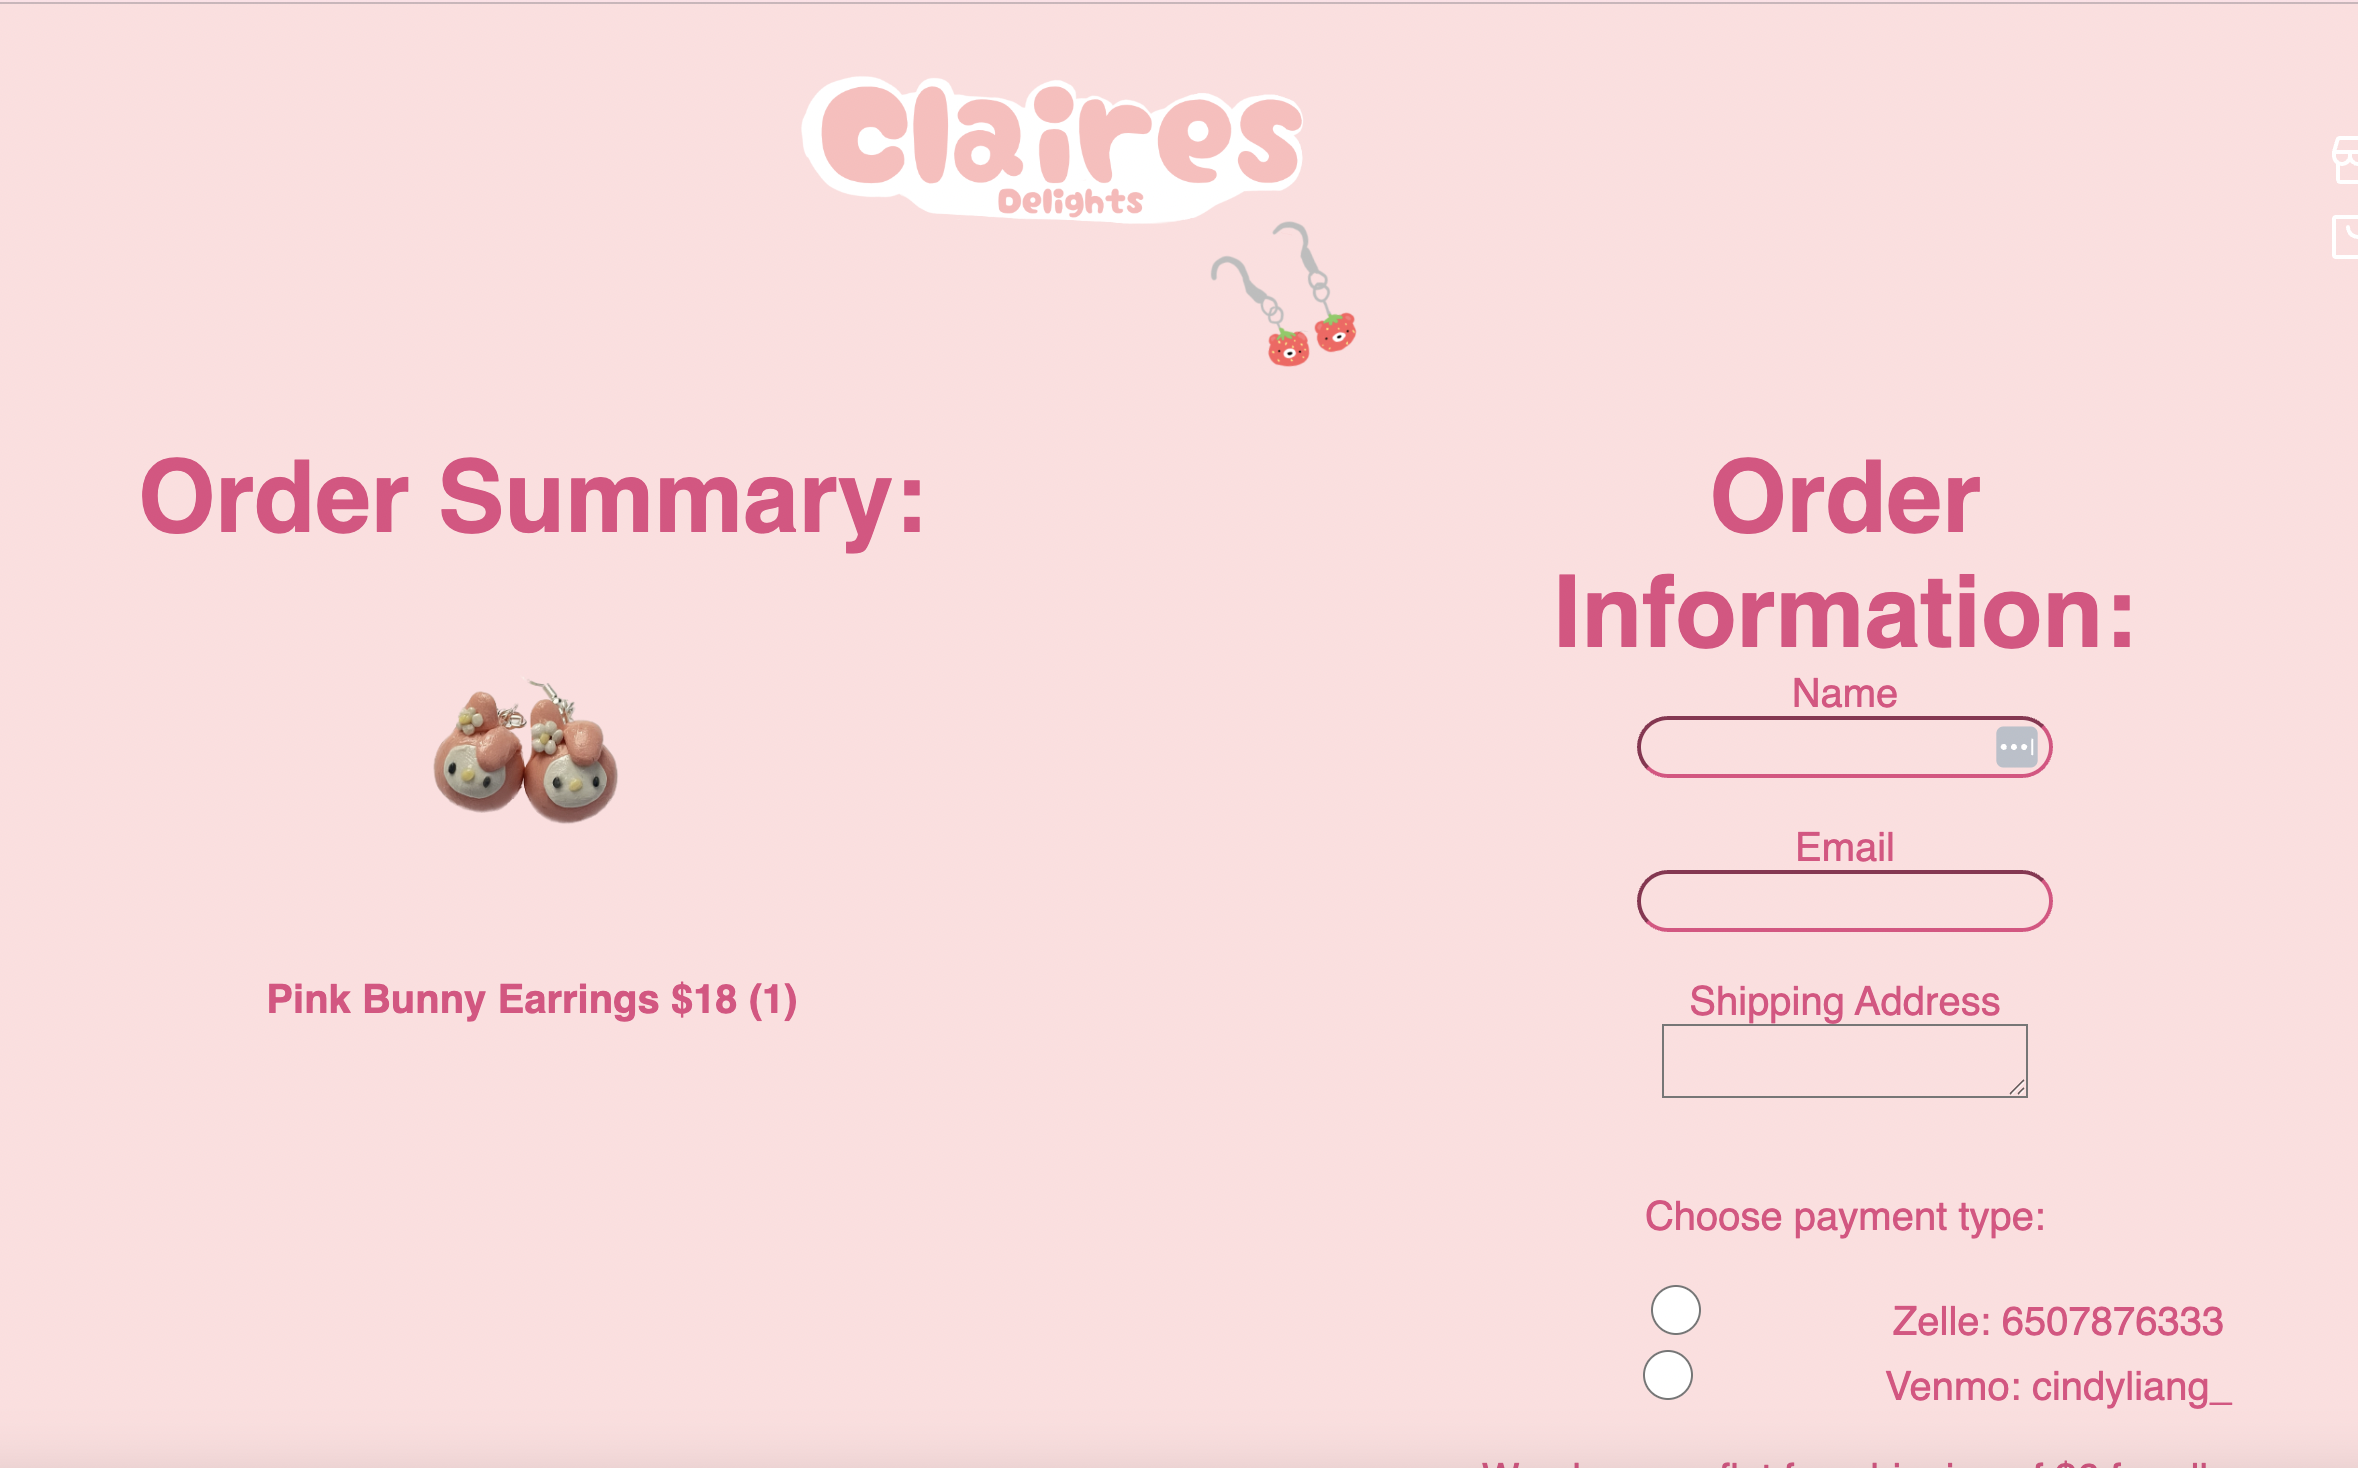 Claires
Delights
Order Summary:
Pink Bunny Earrings $18 (1)
Order
Information:
Name
Email
Shipping Address
Choose payment type:
Zelle: 6507876333
Venmo: cindyliang_